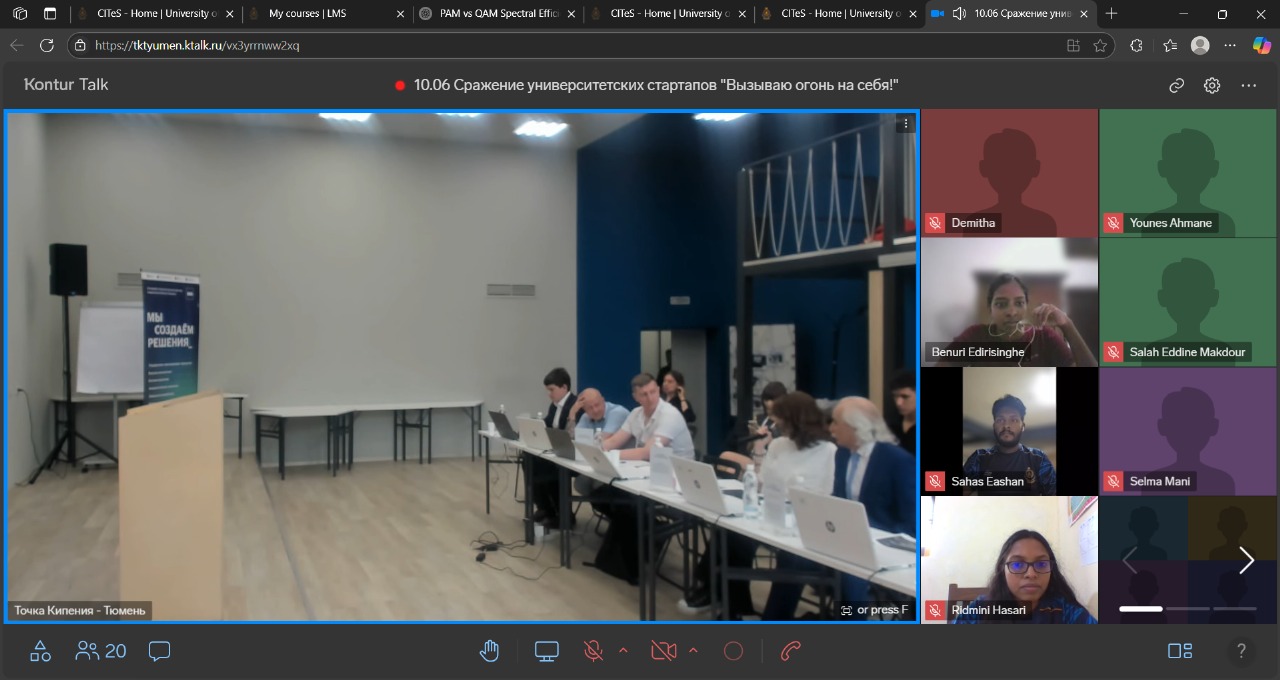 CITeS - Home | University o
My courses | LMS
PAM vs QAM Spectral Effici
CITeS - Home | University o
CITeS - Home | University o
10.06 Сражение унив
https://tktyumen.ktalk.ru/vx3yrrnww2xq
Kontur Talk
10.06 Сражение университетских стартапов "Вызываю огонь на себя!"
МЫ
СОЗДАЁМ
РЕШЕНИЯ_
hp
Точка Кипения - Тюмень
or press F
Demitha
Younes Ahmane
Benuri Edirisinghe
Salah Eddine Makdour
Sahas Eashan
Selma Mani
Ridmini Hasari
20
?